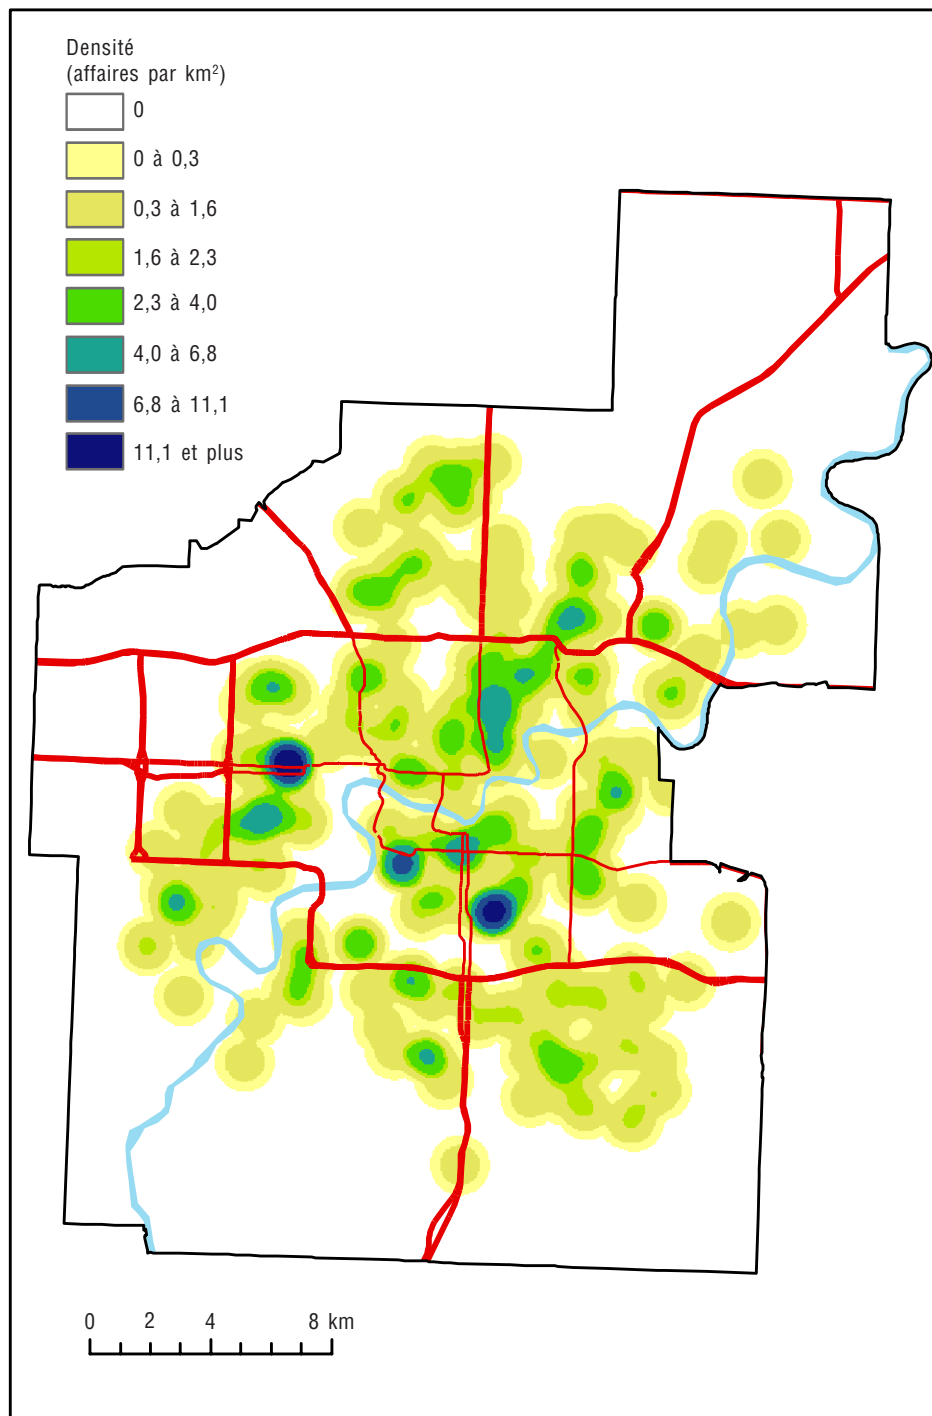 Densité
(affaires par km²)
0
0 à 0,3
0,3 à 1,6
1,6 à 2,3
2,3 à 4,0
4,0 à 6,8
6,8 à 11,1
11,1 et plus
0 2 4 8 km